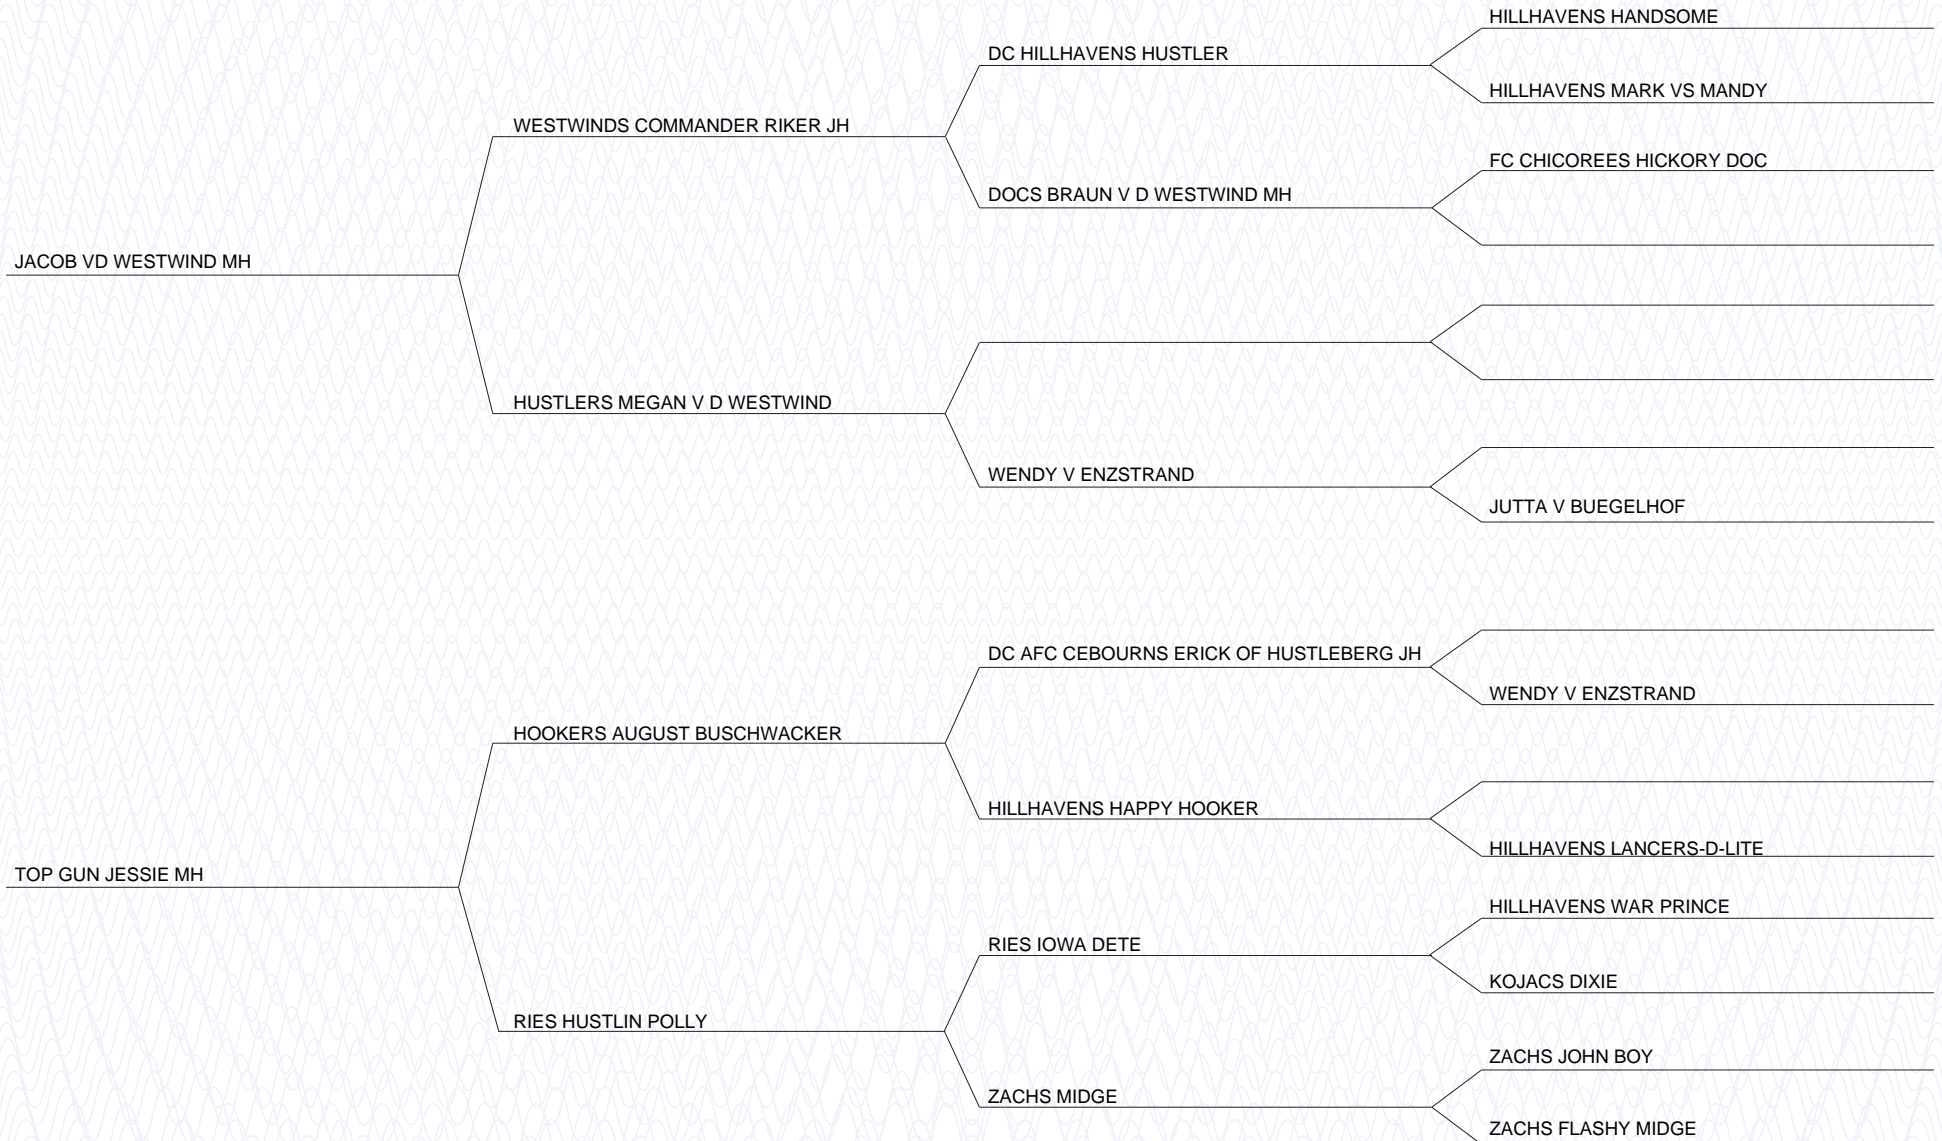 HILLHAVENS HANDSOME
DC HILLHAVENS HUSTLER
HILLHAVENS MARK VS MANDY
WESTWINDS COMMANDER RIKER JH
FC CHICOREES HICKORY DOC
DOCS BRAUN V D WESTWIND MH
JACOB VD WESTWIND MH
HUSTLERS MEGAN V D WESTWIND
WENDY V ENZSTRAND
JUTTA V BUEGELHOF
DC AFC CEBOURNS ERICK OF HUSTLEBERG JH
WENDY V ENZSTRAND
HOOKERS AUGUST BUSCHWACKER
HILLHAVENS HAPPY HOOKER
HILLHAVENS LANCERS-D-LITE
TOP GUN JESSIE MH
HILLHAVENS WAR PRINCE
RIES IOWA DETE
KOJACS DIXIE
RIES HUSTLIN POLLY
ZACHS JOHN BOY
ZACHS MIDGE
ZACHS FLASHY MIDGE